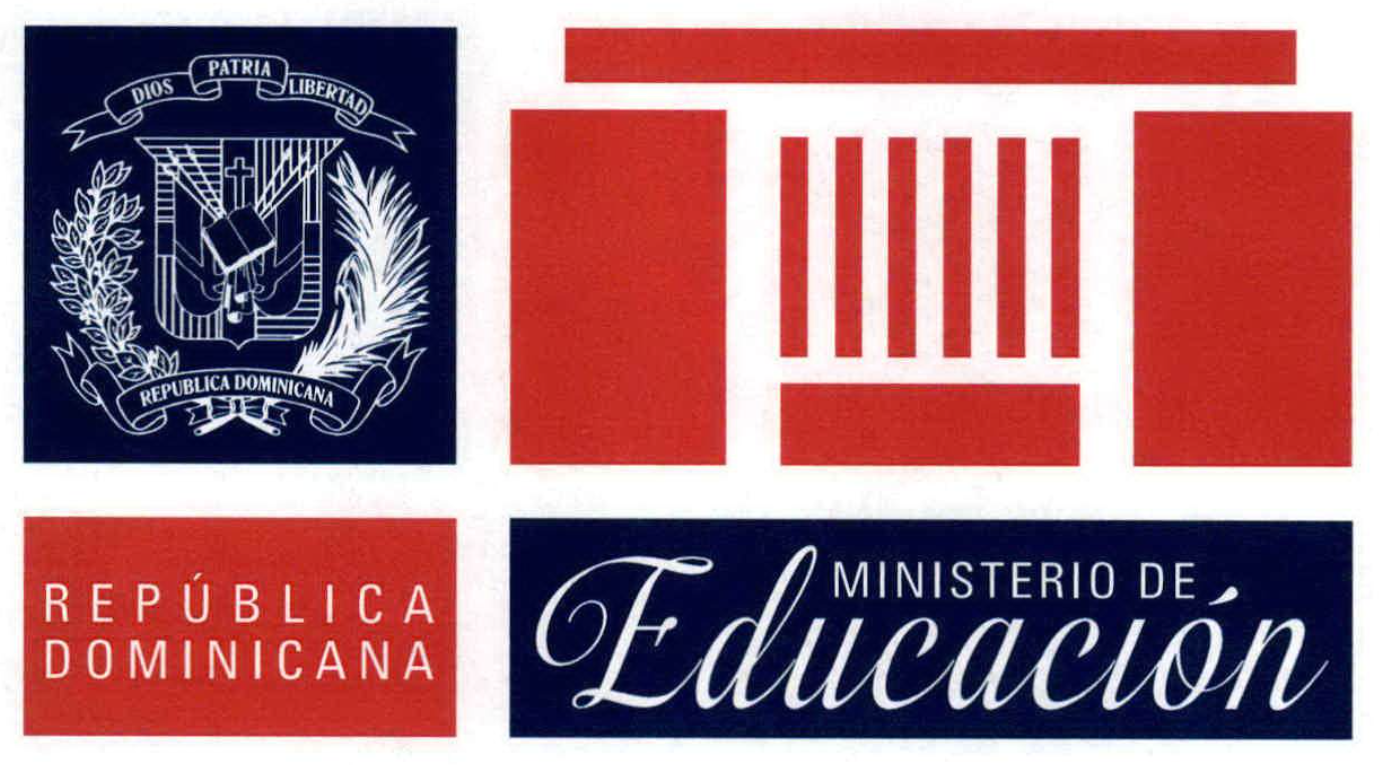 DIOS PATRIA LIBERTAD
REPUBLICA DOMINICANA
REPÚBLICA
DOMINICANA
MINISTERIO DE
Educación